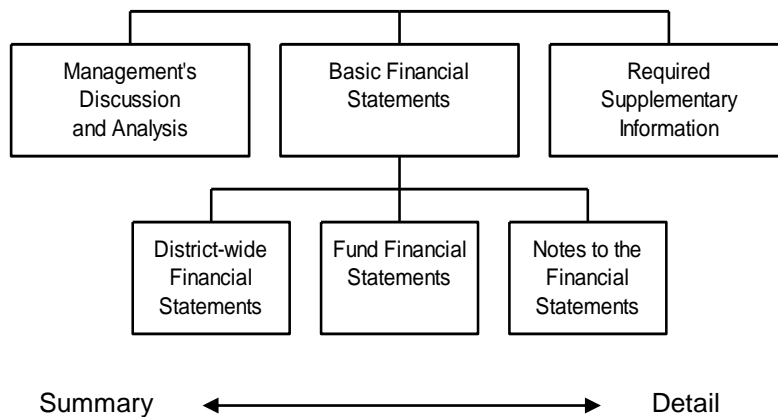 Management's
Discussion
and Analysis
Basic Financial
Statements
Required
Supplementary
Information
District-wide
Financial
Statements
Fund Financial
Statements
Notes to the
Financial
Statements
Summary
Detail